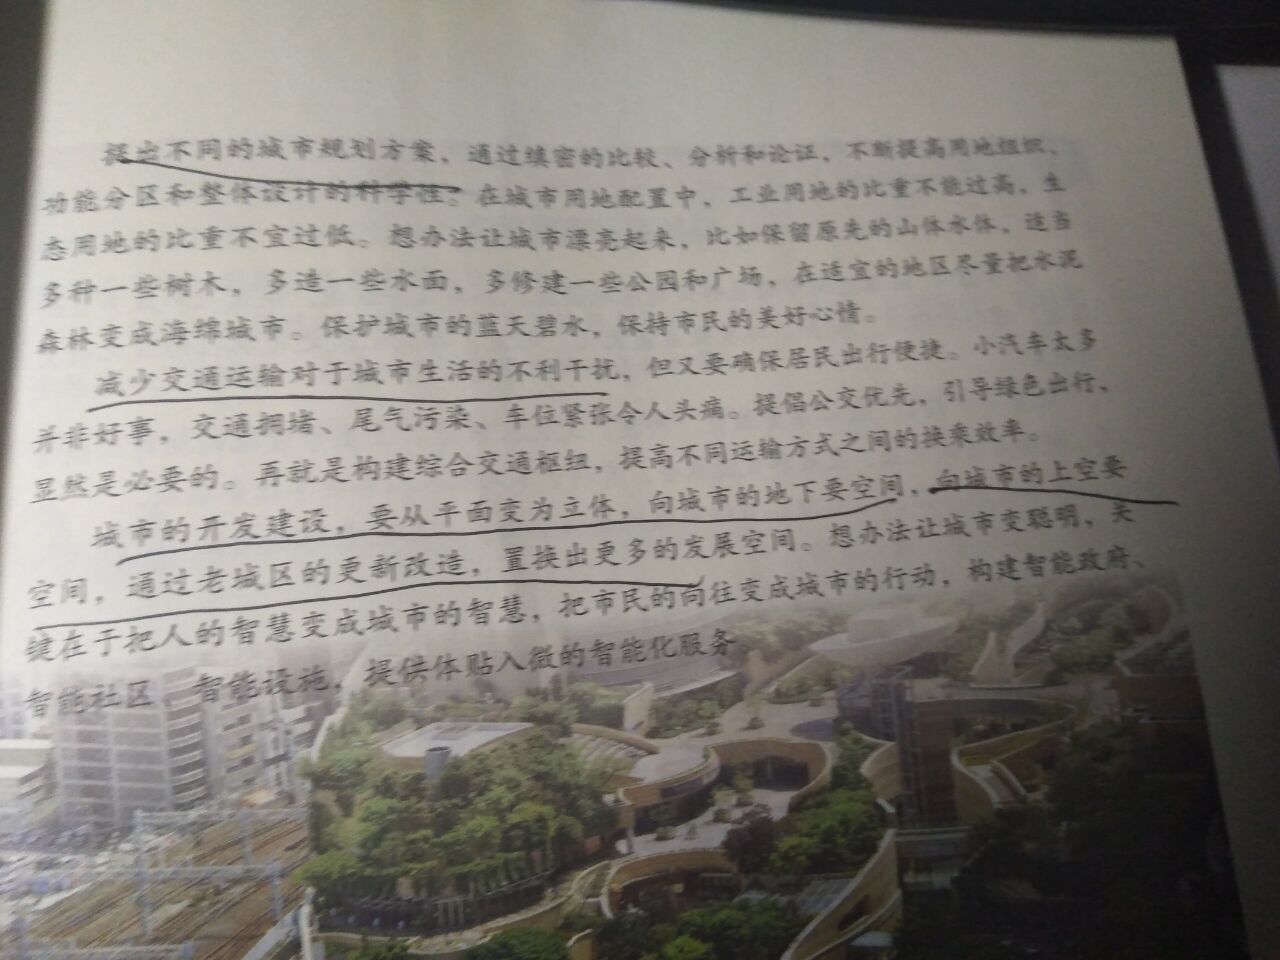 提出不同的城市规划方案，通过缜密的比较、分析和论证，不断提高用地组织、
功能分区和整体设计的科学性。在城市用地配置中，工业用地的比重不能过高，生
态用地的比重不宜过低。想办法让城市漂亮起来，比如保留原先的山体水体，适当
多种一些树木，多造一些水面，多修建一些公园和广场，在适宜的地区尽量把水泥
森林变成海绵城市。保护城市的蓝天碧水，保持市民的美好心情。
减少交通运输对于城市生活的不利干扰，但又要确保居民出行便捷。小汽车太多
并非好事，交通拥堵、尾气污染、车位紧张令人头痛。提倡公交优先，引导绿色出行，
显然是必要的。再就是构建综合交通枢纽，提高不同运输方式之间的换乘效率。
城市的开发建设，要从平面变为立体，向城市的地下要空间，向城市的上空要
空间，通过老城区的更新改造，置换出更多的发展空间。想办法让城市变聪明，关
键在于把人的智慧变成城市的智慧，把市民的向往变成城市的行动，构建智能政府、
智能社区、智能设施，提供体贴入微的智能化服务。